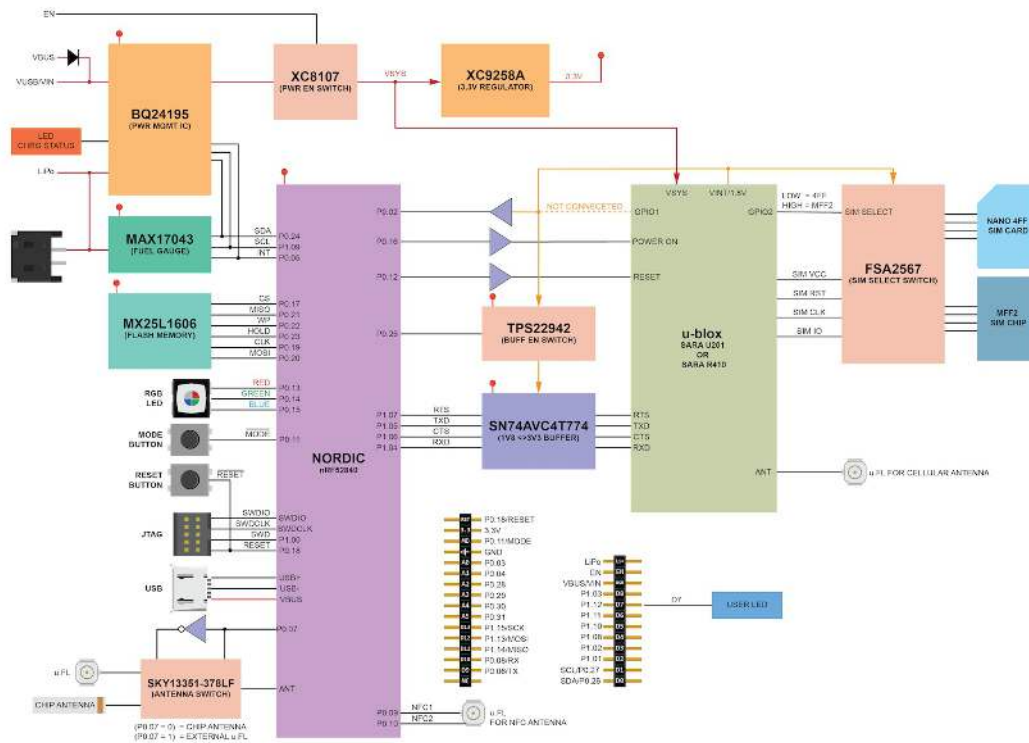 EN
VBUS
VUSB/VIN
BQ24195
(PWR MQMT IC)
XC8107
(PWR EN SWITCH)
VSYS
XC9258A
(3.3V REGULATOR)
3.3V
LED
CHRG STATUS
LiPo
MAX17043
(FUEL GAUGE)
SDA
SCL
INT
P0.24
P1.09
P0.05
MX25L1606
(FLASH MEMORY)
CS
MISO
WP
HOLD
CLK
MOSI
P0.17
P0.21
P0.22
P0.23
P0.19
P0.20
RGB
LED
RED
GREEN
BLUE
P0.13
P0.14
P0.15
MODE
BUTTON
MODE
P0.11
RESET
BUTTON
RESET
JTAG
SWDIO
SWDCLK
SWD
RESET
SWDIO
SWDCLK
P1.00
P0.18
USB
USB+
USB-
VBUS
P0.07
u FL
CHIP ANTENNA
SKY13351-378LF
(ANTENNA SWITCH)
ANT
(P0.07 = 0) = CHIP ANTENNA
(P0.07 = 1) = EXTERNAL u FL
NORDIC
nRF52840
P0.02
P0.16
P0.12
P0.25
P1.07
P1.05
P1.06
P1.04
RTS
TXD
CTS
RXD
P0.09
P0.10
NFC1
NFC2
u FL
FOR NFC ANTENNA
NOT CONVECETED
TPS22942
(BUFF EN SWITCH)
SN74AVC4T774
(1V8 <>3V3 BUFFER)
VSYS
VINT/1.8V
GPIO1
GPIO2
POWER ON
RESET
u-blox
SARA U201
OR
SARA R410
RTS
TXD
CTS
RXD
ANT
u FL FOR CELLULAR ANTENNA
LOW = 4FF
HIGH = MFF2
SIM VCC
SIM RST
SIM CLK
SIM IO
SIM SELECT
FSA2567
(SIM SELECT SWITCH)
NANO 4FF
SIM CARD
MFF2
SIM CHIP
P0.18/RESET
3.3V
P0.11/MODE
GND
P0.03
P0.04
P0.28
P0.29
P0.30
P0.31
P1.15/SCK
P1.13/MOSI
P1.14/MISO
P0.08/RX
P0.06/TX
LiPo
EN
VBUS/VIN
P1.03
P1.12
P1.11
P1.10
P1.08
P1.02
P1.01
SCL/P0.27
SDA/P0.26
D7
USER LED